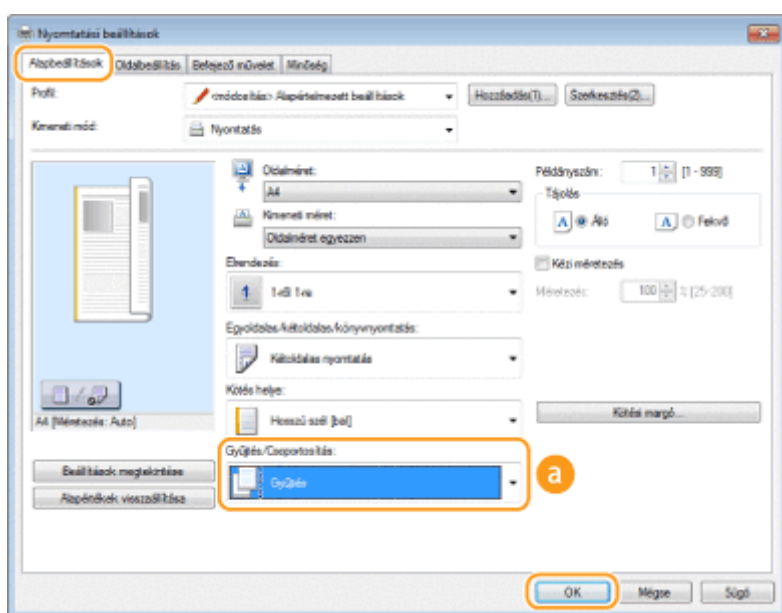 Nyomtatási beállítások
Alapbeállítások Oldalbeállítás Befejező művelet Minőség
Profil: <módosítás> Alapértelmezett beállítások Hozzáadás(1)... Szerkesztés(2)...
Kimeneti mód: Nyomtatás
Oldalméret: Példányszám: 1 [1 - 999]
A4 Tájolás
Kimeneti méret: A Álló A Fekvő
Oldalméret egyezzen
Elrendezés: Kézi méretezés
1 1-ről 1-re Méretezés: 100 % [25-200]
Egyoldalas/kétoldalas/könyvnyomtatás:
Kétoldalas nyomtatás
Kötés helye:
A4 [Méretezés: Auto] Hosszú szél [bal] Kötési margó...
Gyűjtés/Csoportosítás:
Beállítások megtekintése Gyűjtés a
Alapértékek visszaállítása
OK Mégse Súgó